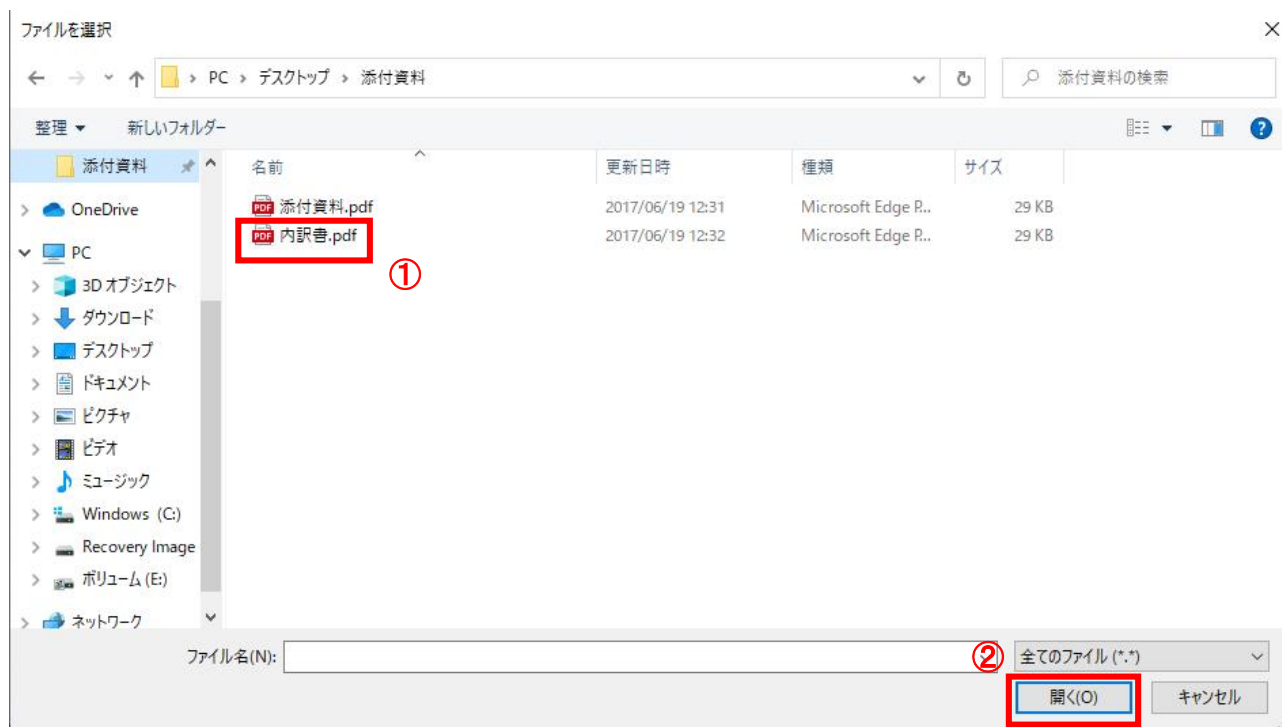 ファイルを選択
PC › デスクトップ › 添付資料
添付資料の検索
整理
新しいフォルダー
添付資料
OneDrive
PC
3D オブジェクト
ダウンロード
デスクトップ
ドキュメント
ピクチャ
ビデオ
ミュージック
Windows (C:)
Recovery Image
ボリューム (E:)
ネットワーク
名前 更新日時 種類 サイズ
添付資料.pdf 2017/06/19 12:31 Microsoft Edge P... 29 KB
内訳書.pdf 2017/06/19 12:32 Microsoft Edge P... 29 KB
①
ファイル名(N):
②
全てのファイル (*.*)
開く(O)
キャンセル